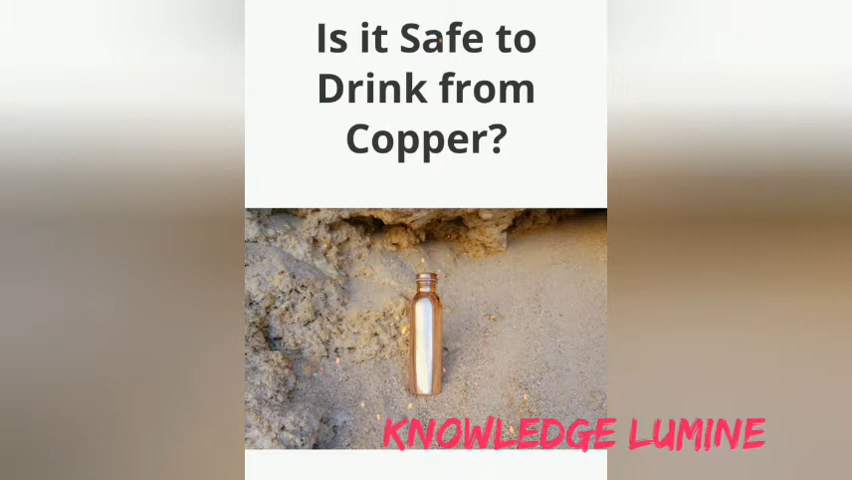 Is it Safe to
Drink from
Copper?
KNOWLEDGE LUMINE